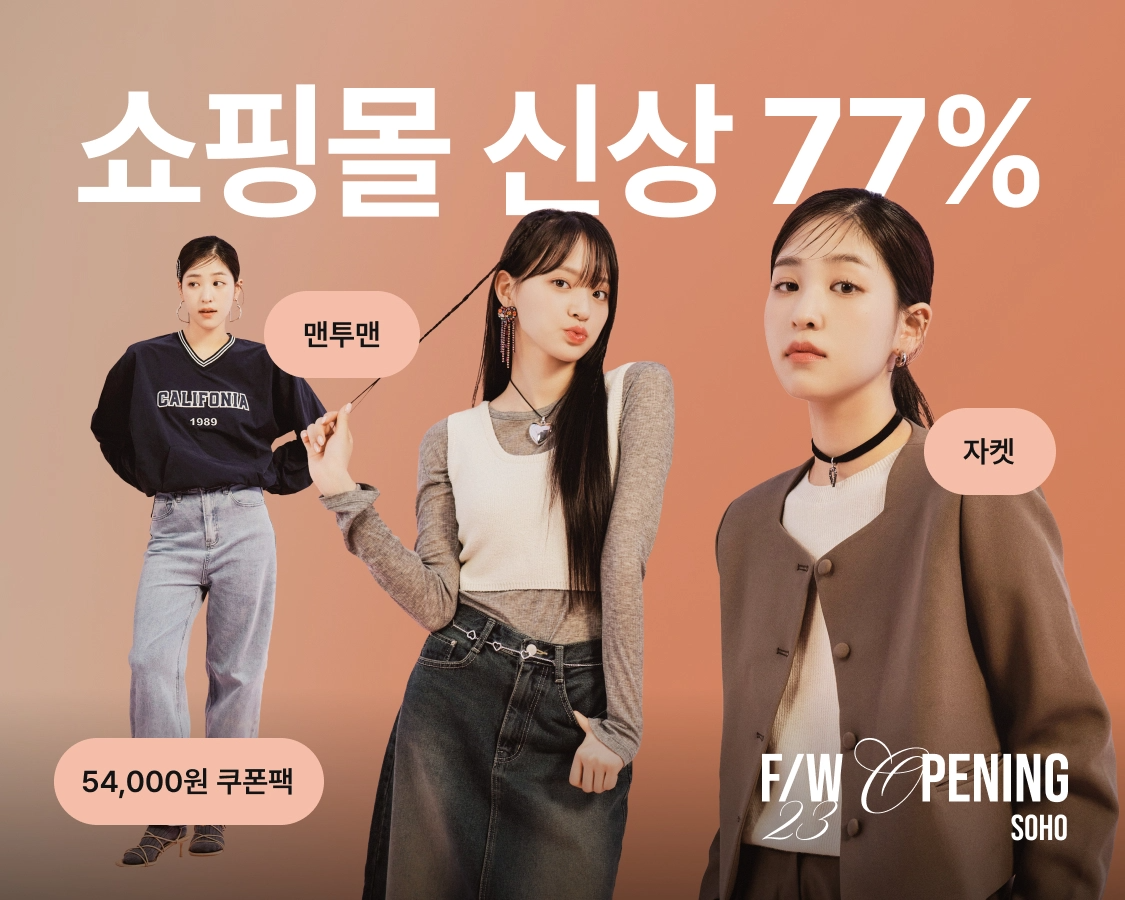 쇼핑몰 신상 77%
맨투맨
CALIFONIA
1989
자켓
54,000원 쿠폰팩
F/W OPENING
23
SOHO